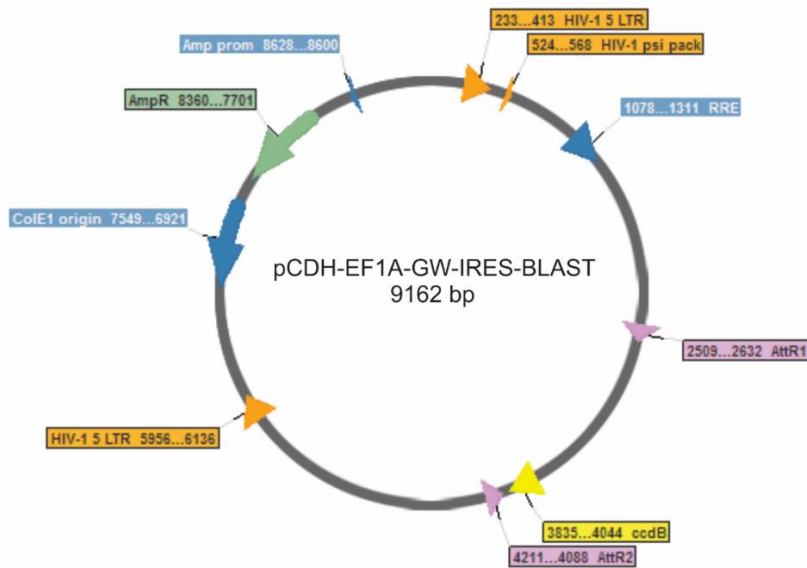 233...413 HIV-1 5 LTR
Amp prom 8628...8600
524...568 HIV-1 psi pack
AmpR 8360...7701
1078...1311 RRE
ColE1 origin 7549...6921
pCDH-EF1A-GW-IRES-BLAST
9162 bp
2509...2632 AttR1
HIV-1 5 LTR 5956...6136
3835...4044 ccdB
4211...4088 AttR2